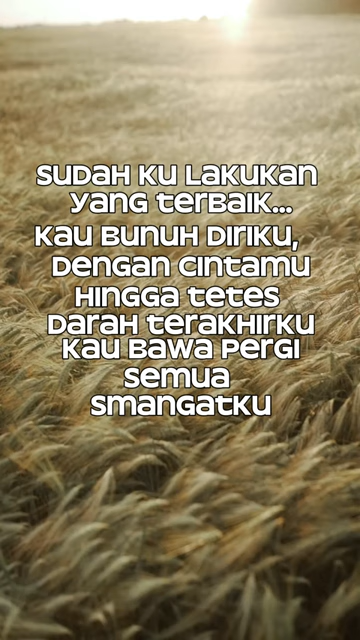 SUDAH KU LAKUKAN
YANG TERBAIK...
KAU BUNUH DIRIKU,
DENGAN CINTAMU
HINGGA TETES
DARAH TERAKHIRKU
KAU BAWA PERGI
SEMUA
SMANGATKU